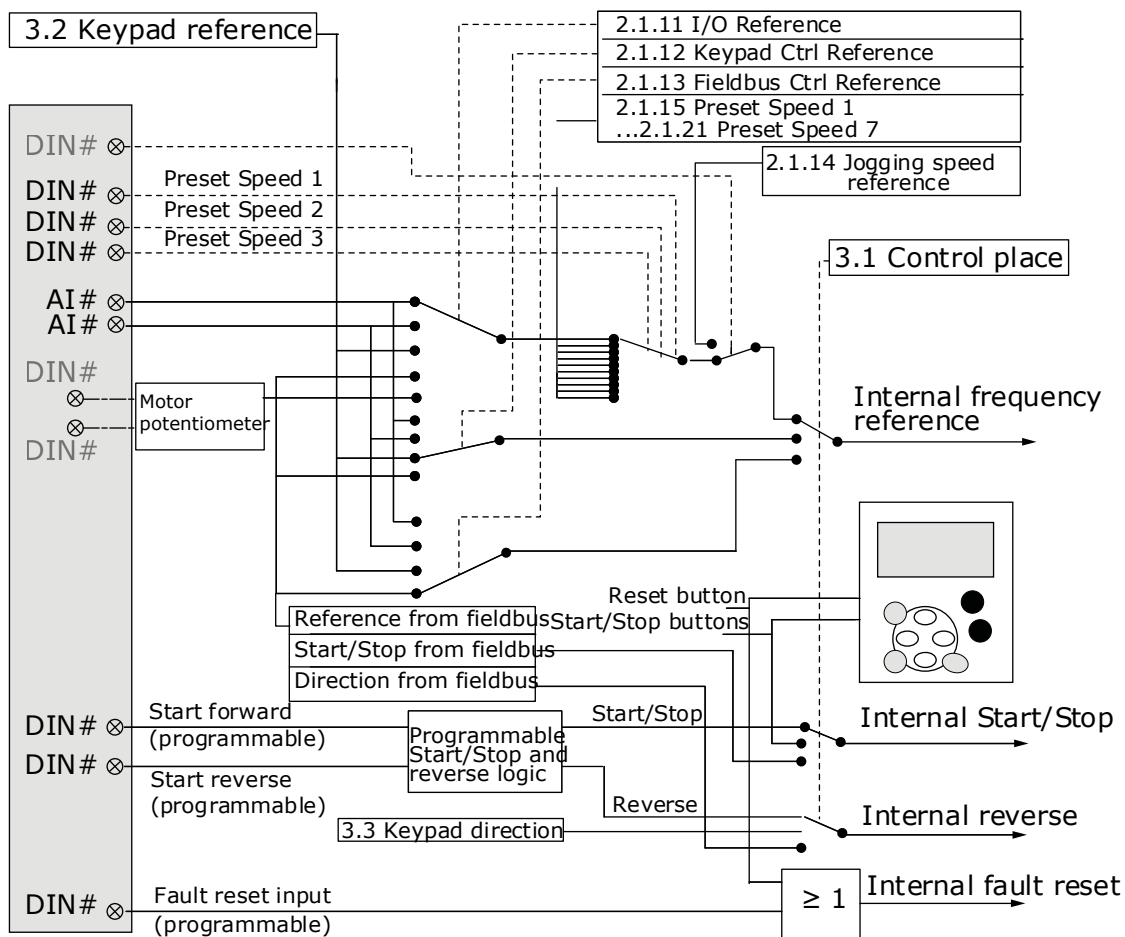 3.2 Keypad reference
2.1.11 I/O Reference
2.1.12 Keypad Ctrl Reference
2.1.13 Fieldbus Ctrl Reference
2.1.15 Preset Speed 1
...2.1.21 Preset Speed 7
2.1.14 Jogging speed
reference
3.1 Control place
DIN#
DIN#
Preset Speed 1
DIN#
Preset Speed 2
DIN#
Preset Speed 3
AI#
AI#
DIN#
Motor
potentiometer
DIN#
Internal frequency
reference
Reset button
Start/Stop buttons
Reference from fieldbus
Start/Stop from fieldbus
Direction from fieldbus
DIN#
Start forward
(programmable)
DIN#
Start reverse
(programmable)
Programmable
Start/Stop and
reverse logic
Start/Stop
Internal Start/Stop
Reverse
3.3 Keypad direction
Internal reverse
DIN#
Fault reset input
(programmable)
≥ 1
Internal fault reset